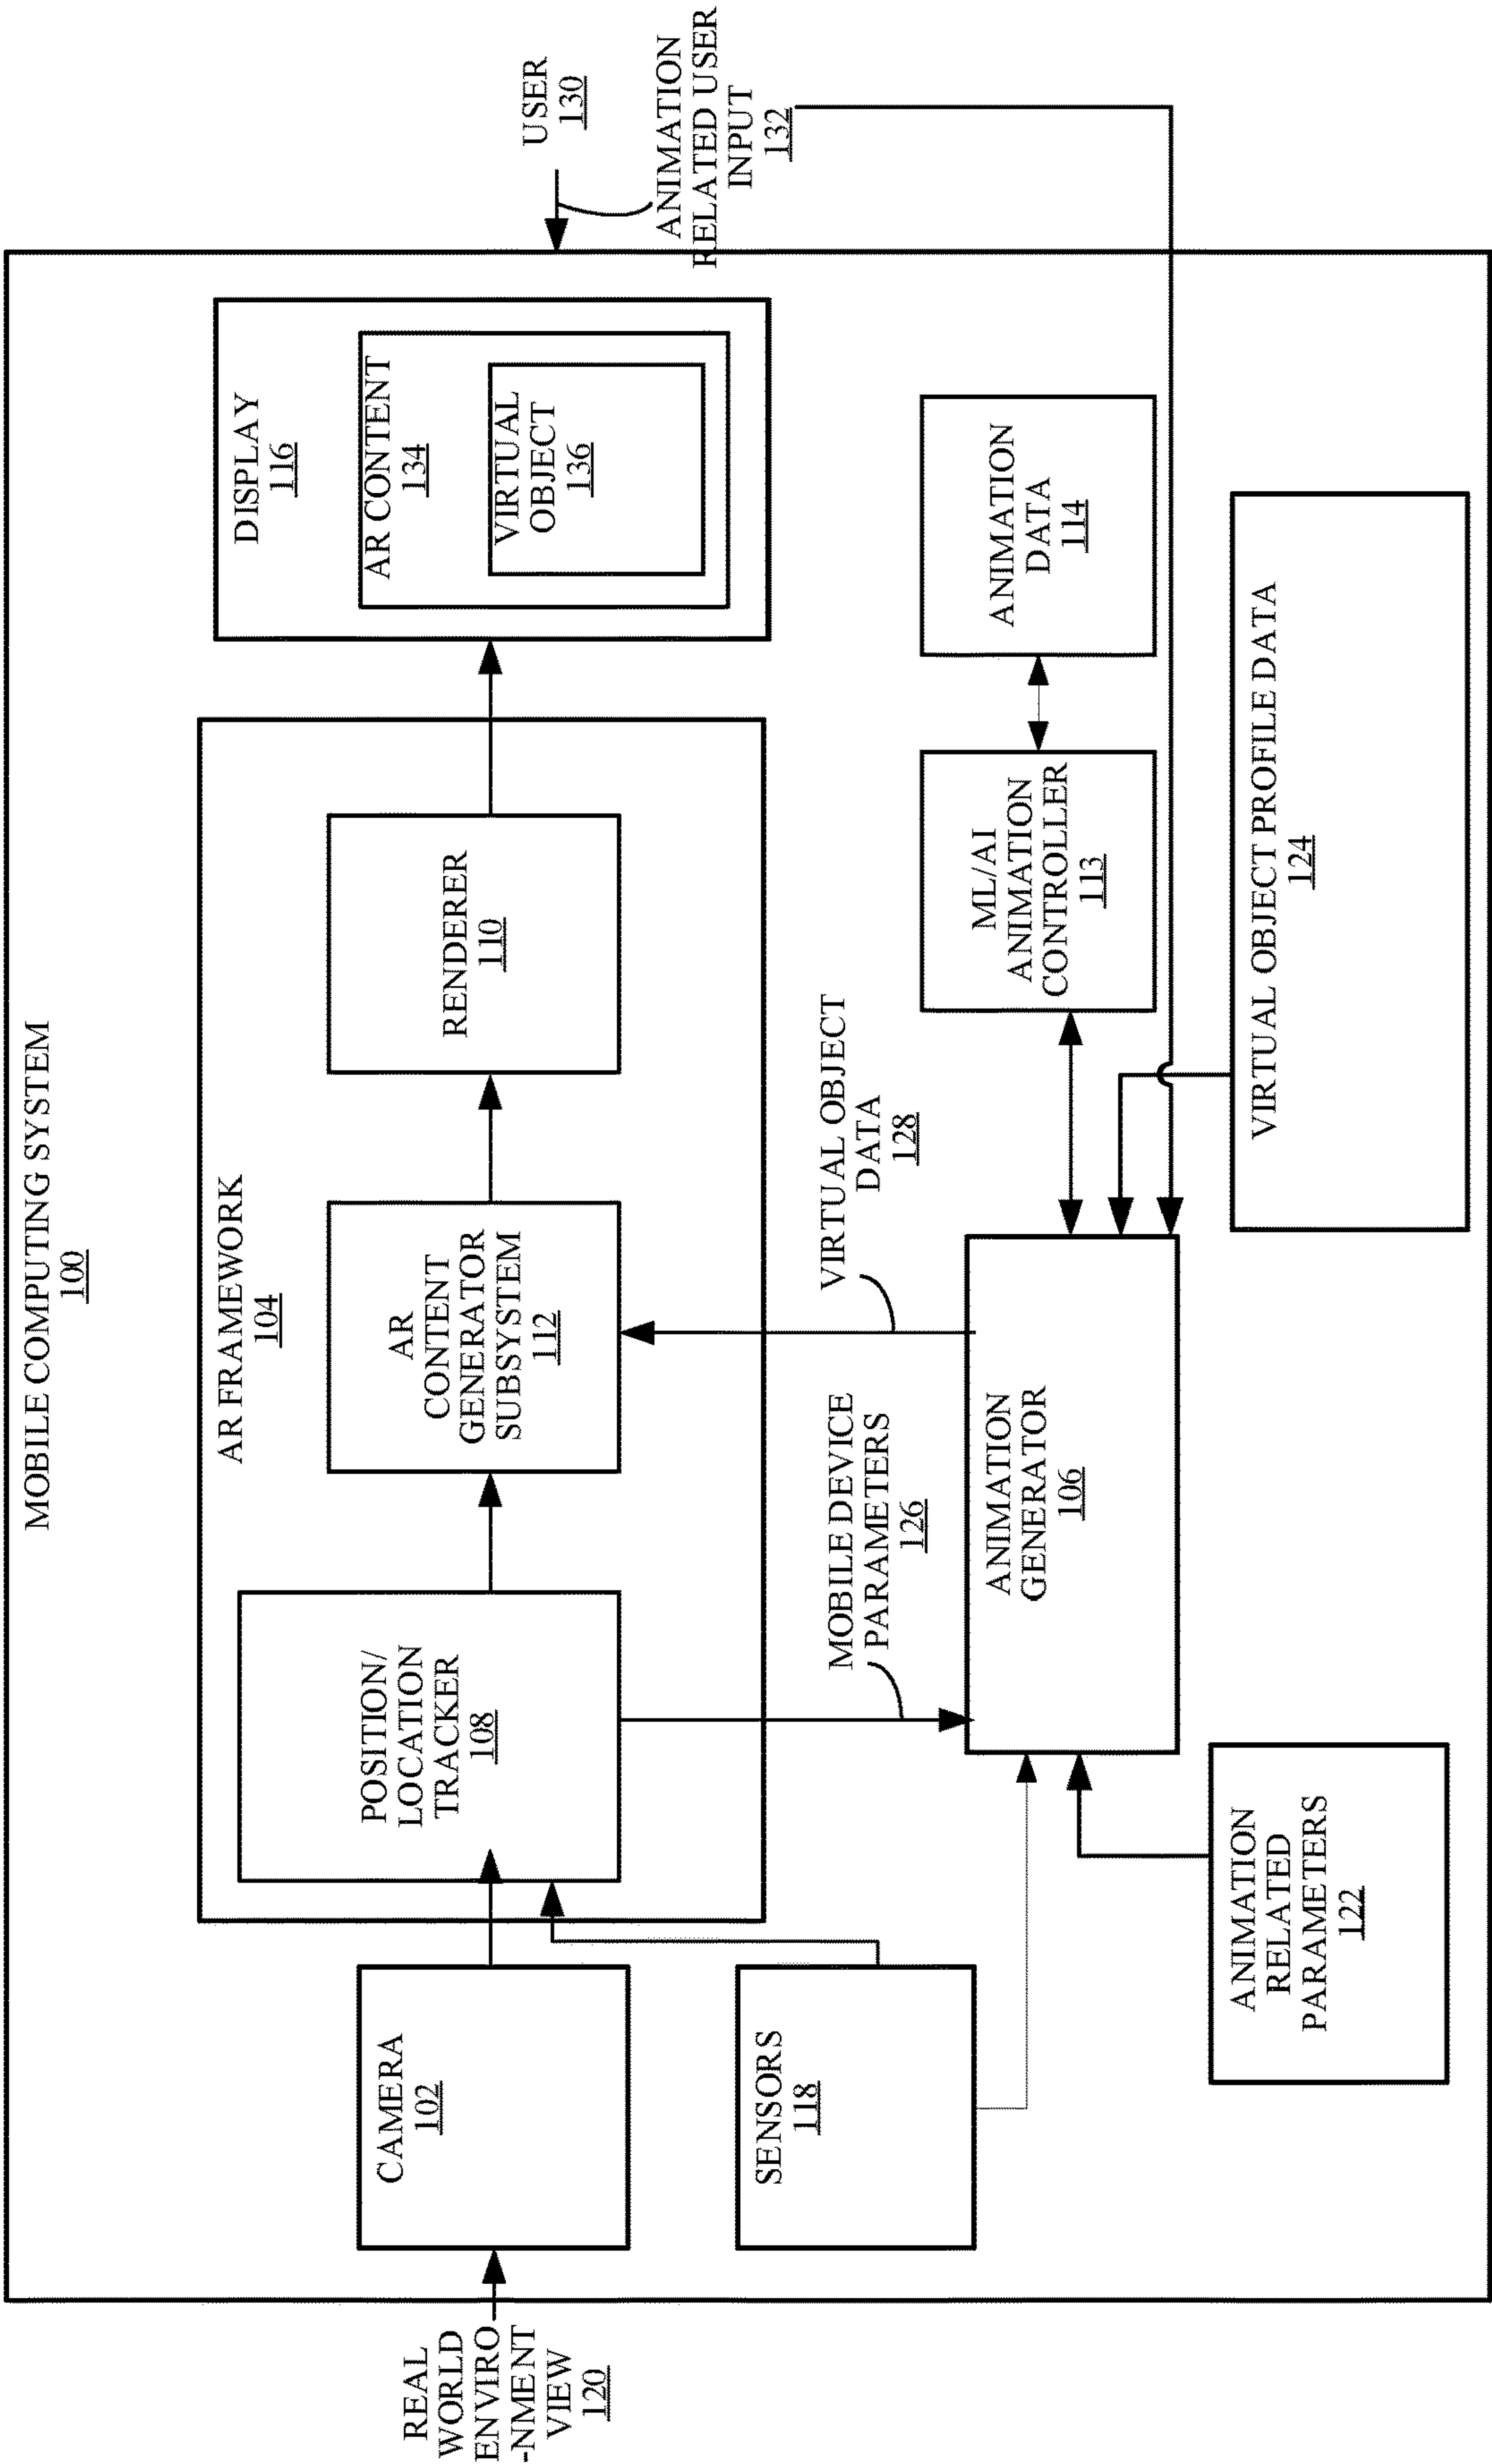 MOBILE COMPUTING SYSTEM
100
AR FRAMEWORK
104
REAL
WORLD
ENVIRO
-NMENT
VIEW
120
CAMERA
102
POSITION/
LOCATION
TRACKER
108
AR
CONTENT
GENERATOR
SUBSYSTEM
112
RENDERER
110
DISPLAY
116
AR CONTENT
134
VIRTUAL
OBJECT
136
USER
130
ANIMATION
RELATED USER
INPUT
132
SENSORS
118
MOBILE DEVICE
PARAMETERS
126
VIRTUAL OBJECT
DATA
128
ANIMATION
GENERATOR
106
ML/AI
ANIMATION
CONTROLLER
113
ANIMATION
DATA
114
ANIMATION
RELATED
PARAMETERS
122
VIRTUAL OBJECT PROFILE DATA
124